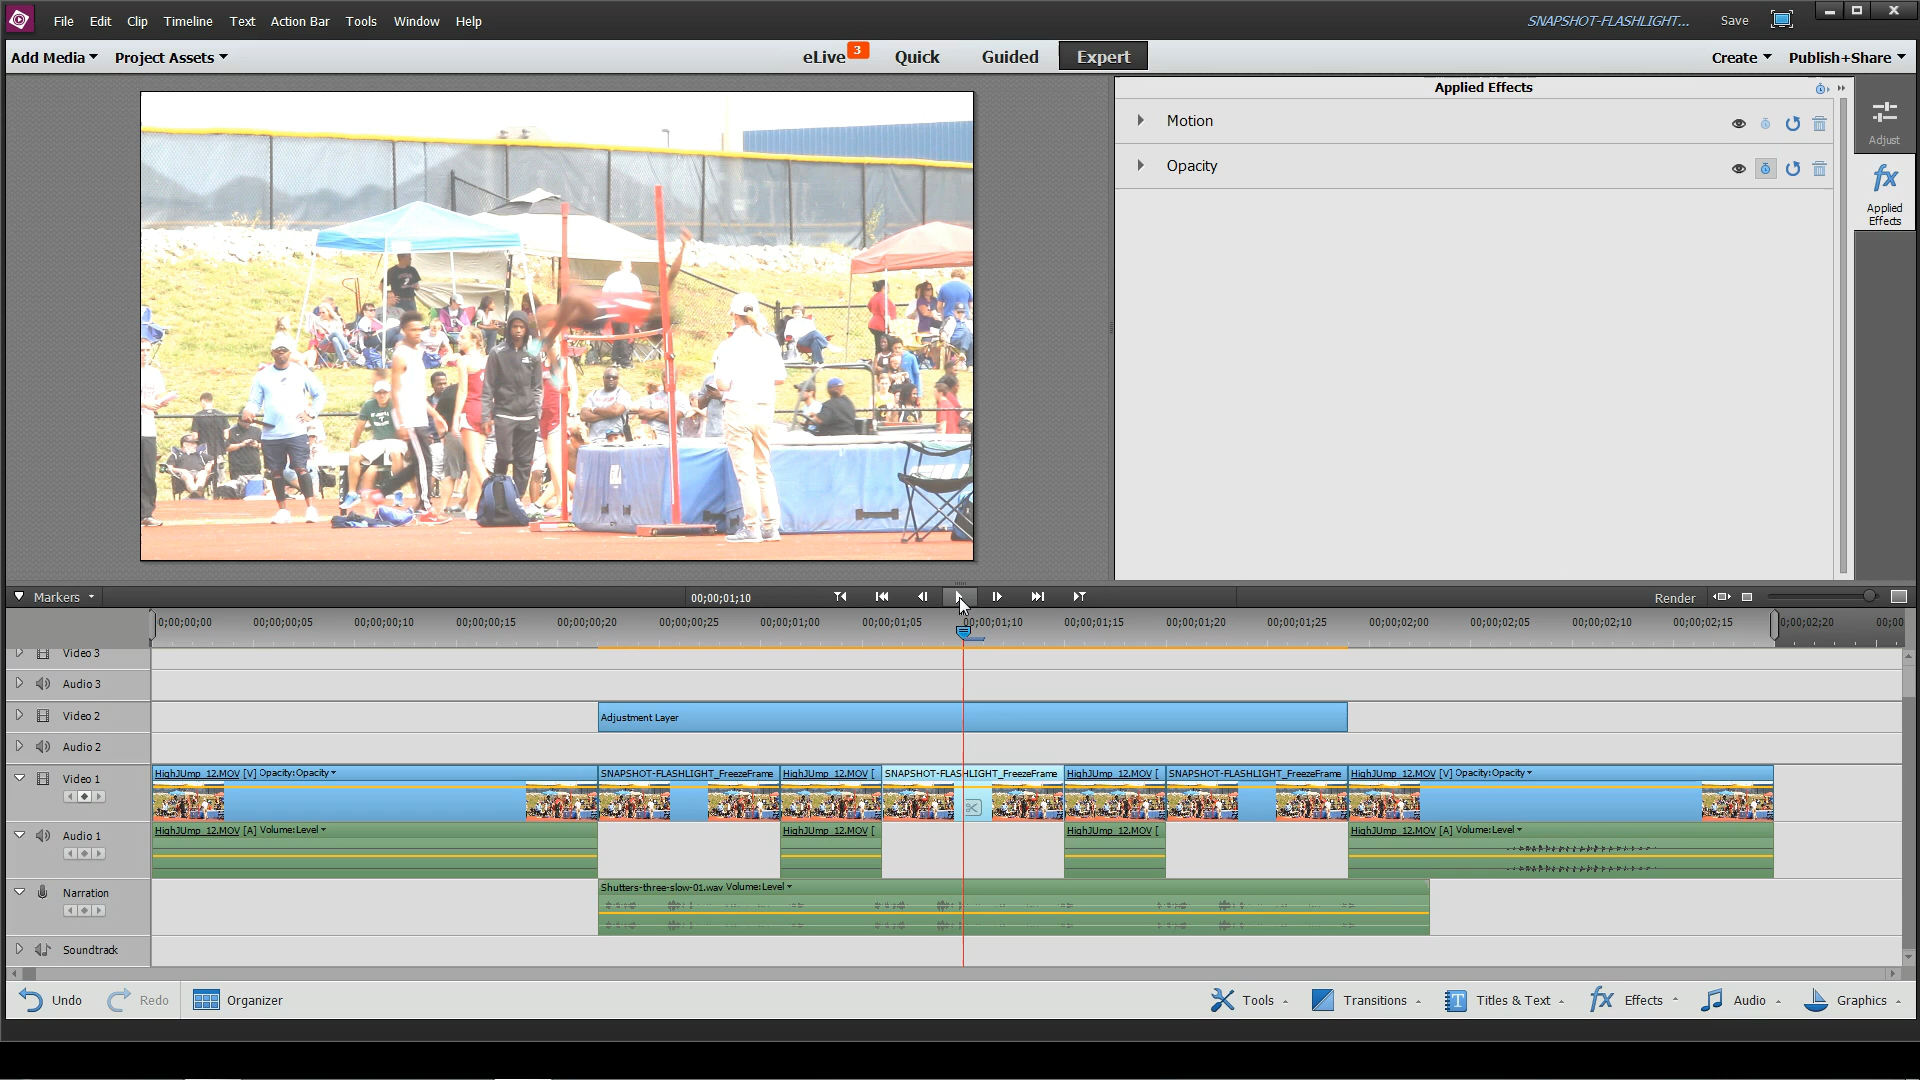 File Edit Clip Timeline Text Action Bar Tools Window Help SNAPSHOT-FLASHLIGHT... Save
Add Media Project Assets eLive 3 Quick Guided Expert Create Publish+Share
Applied Effects
Motion
Opacity
Adjust
fx
Applied
Effects
Markers 00;00;01;10 Render
0;00;00;00 00;00;00;05 00;00;00;10 00;00;00;15 00;00;00;20 00;00;00;25 00;00;01;00 00;00;01;05 00;00;01;10 00;00;01;15 00;00;01;20 00;00;01;25 00;00;02;00 00;00;02;05 00;00;02;10 00;00;02;15 0;00;02;20 00;00
Video 3
Audio 3
Video 2 Adjustment Layer
Audio 2
Video 1 HighJUmp_12.MOV [V] Opacity:Opacity SNAPSHOT-FLASHLIGHT_FreezeFrame HighJUmp_12.MOV [ SNAPSHOT-FLASHLIGHT_FreezeFrame HighJUmp_12.MOV [ SNAPSHOT-FLASHLIGHT_FreezeFrame HighJUmp_12.MOV [V] Opacity:Opacity
Audio 1 HighJUmp_12.MOV [A] Volume:Level HighJUmp_12.MOV [ HighJUmp_12.MOV [ HighJUmp_12.MOV [A] Volume:Level
Narration Shutters-three-slow-01.wav Volume:Level
Soundtrack
Undo Redo Organizer Tools Transitions T Titles & Text fx Effects Audio Graphics